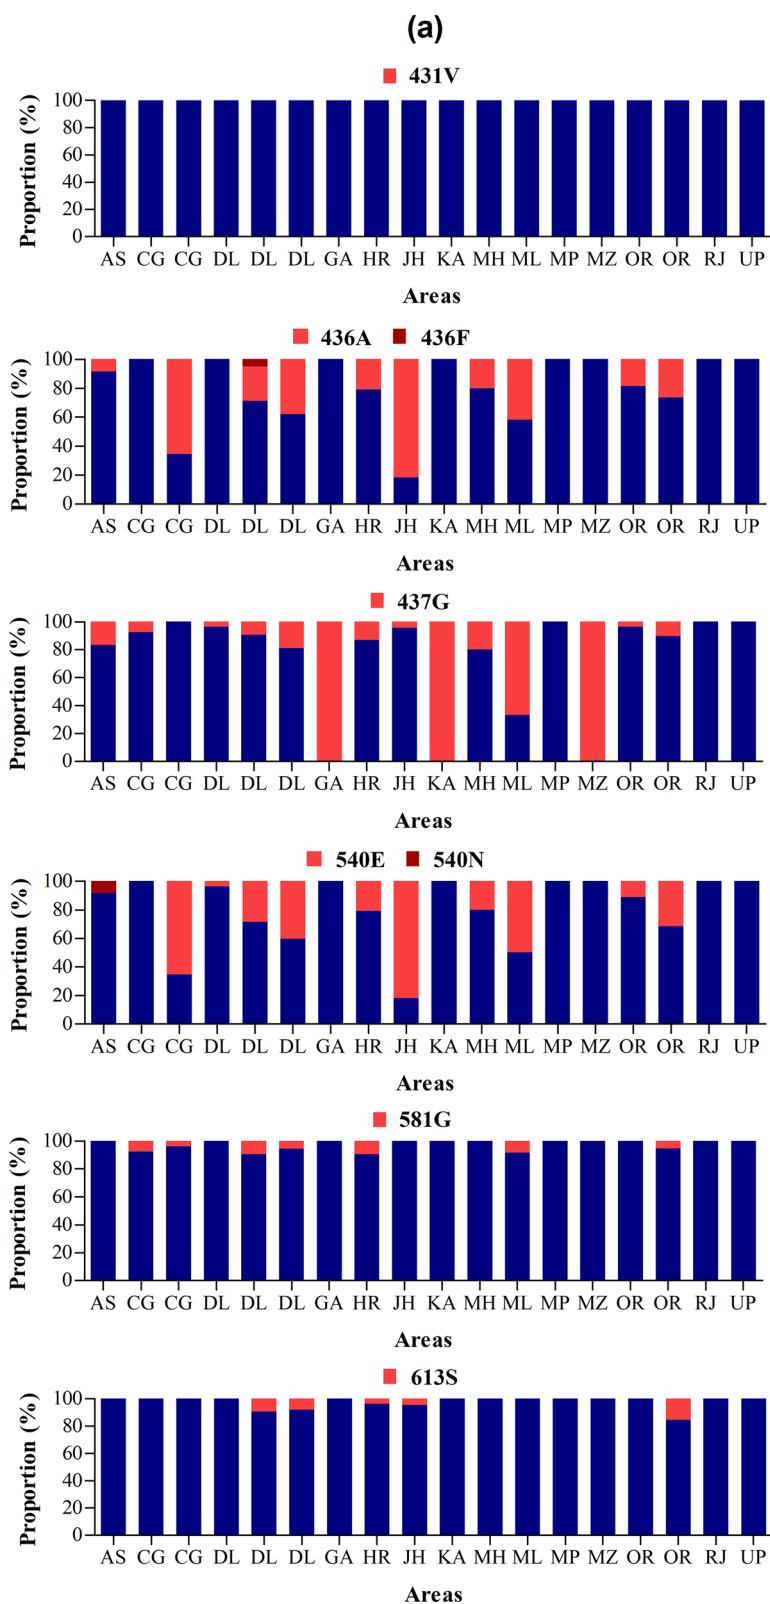 (a)
431V
Proportion (%)
100
80
60
40
20
0
AS CG CG DL DL DL GA HR JH KA MH ML MP MZ OR OR RJ UP
Areas
436A 436F
Proportion (%)
100
80
60
40
20
0
AS CG CG DL DL DL GA HR JH KA MH ML MP MZ OR OR RJ UP
Areas
437G
Proportion (%)
100
80
60
40
20
0
AS CG CG DL DL DL GA HR JH KA MH ML MP MZ OR OR RJ UP
Areas
540E 540N
Proportion (%)
100
80
60
40
20
0
AS CG CG DL DL DL GA HR JH KA MH ML MP MZ OR OR RJ UP
Areas
581G
Proportion (%)
100
80
60
40
20
0
AS CG CG DL DL DL GA HR JH KA MH ML MP MZ OR OR RJ UP
Areas
613S
Proportion (%)
100
80
60
40
20
0
AS CG CG DL DL DL GA HR JH KA MH ML MP MZ OR OR RJ UP
Areas